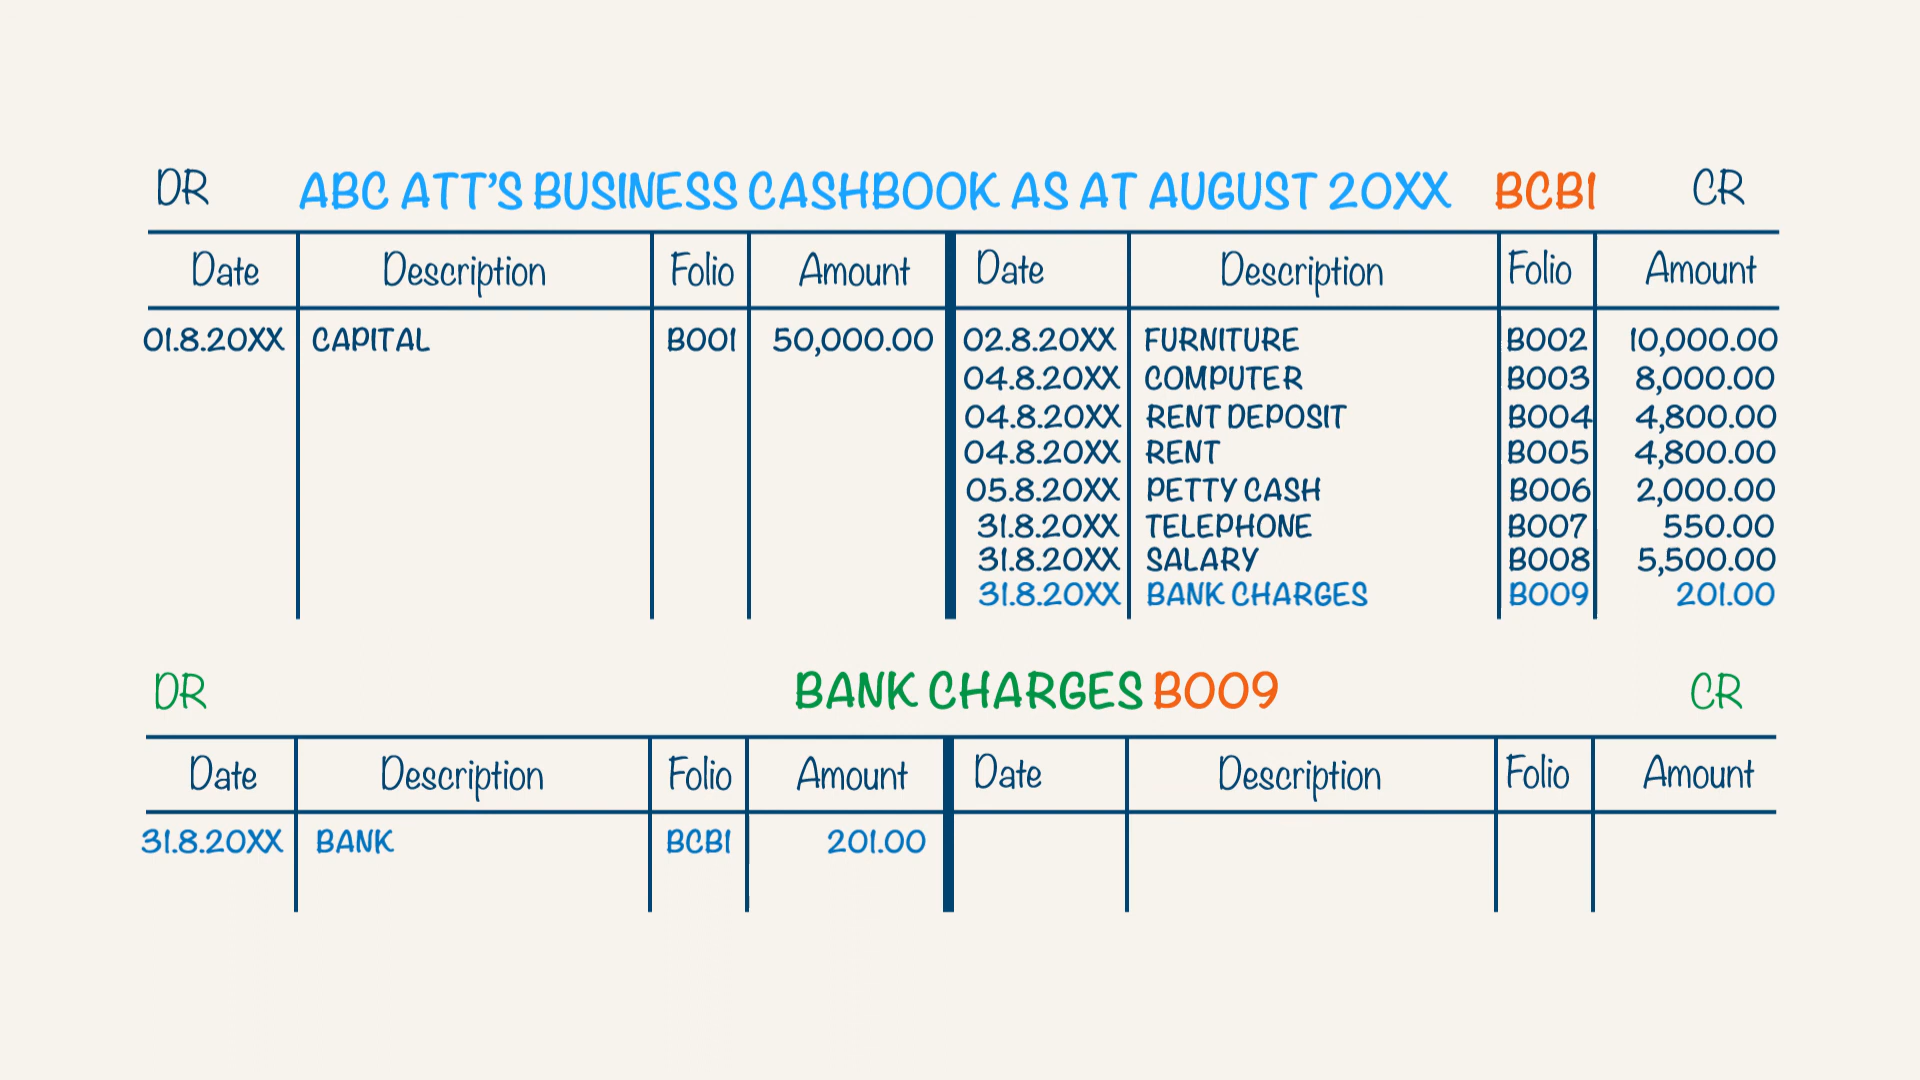 DR ABC ATT'S BUSINESS CASHBOOK AS AT AUGUST 20XX BCB1 CR
Date Description Folio Amount Date Description Folio Amount
01.8.20XX CAPITAL B001 50,000.00 02.8.20XX FURNITURE B002 10,000.00
04.8.20XX COMPUTER B003 8,000.00
04.8.20XX RENT DEPOSIT B004 4,800.00
04.8.20XX RENT B005 4,800.00
05.8.20XX PETTY CASH B006 2,000.00
31.8.20XX TELEPHONE B007 550.00
31.8.20XX SALARY B008 5,500.00
31.8.20XX BANK CHARGES B009 201.00
DR BANK CHARGES B009 CR
Date Description Folio Amount Date Description Folio Amount
31.8.20XX BANK BCB1 201.00